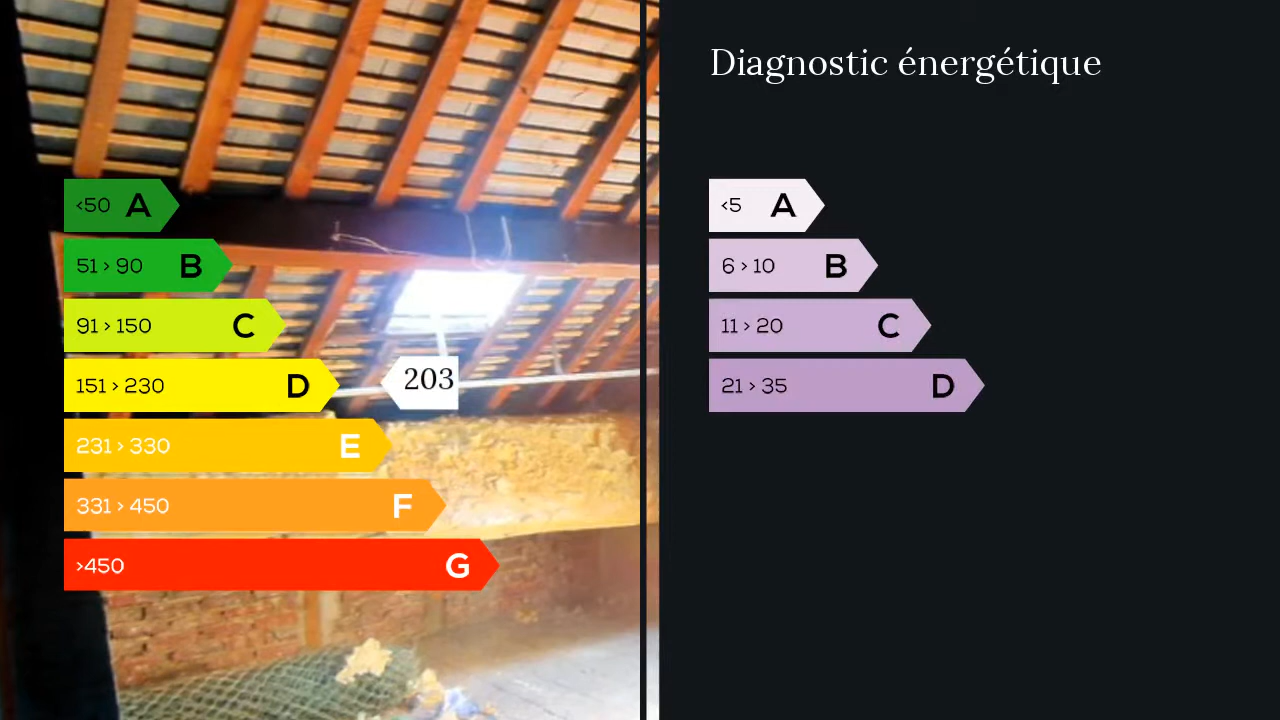 Diagnostic énergétique
<50 A
51 > 90 B
91 > 150 C
151 > 230 D
203
231 > 330 E
331 > 450 F
>450 G
<5 A
6 > 10 B
11 > 20 C
21 > 35 D